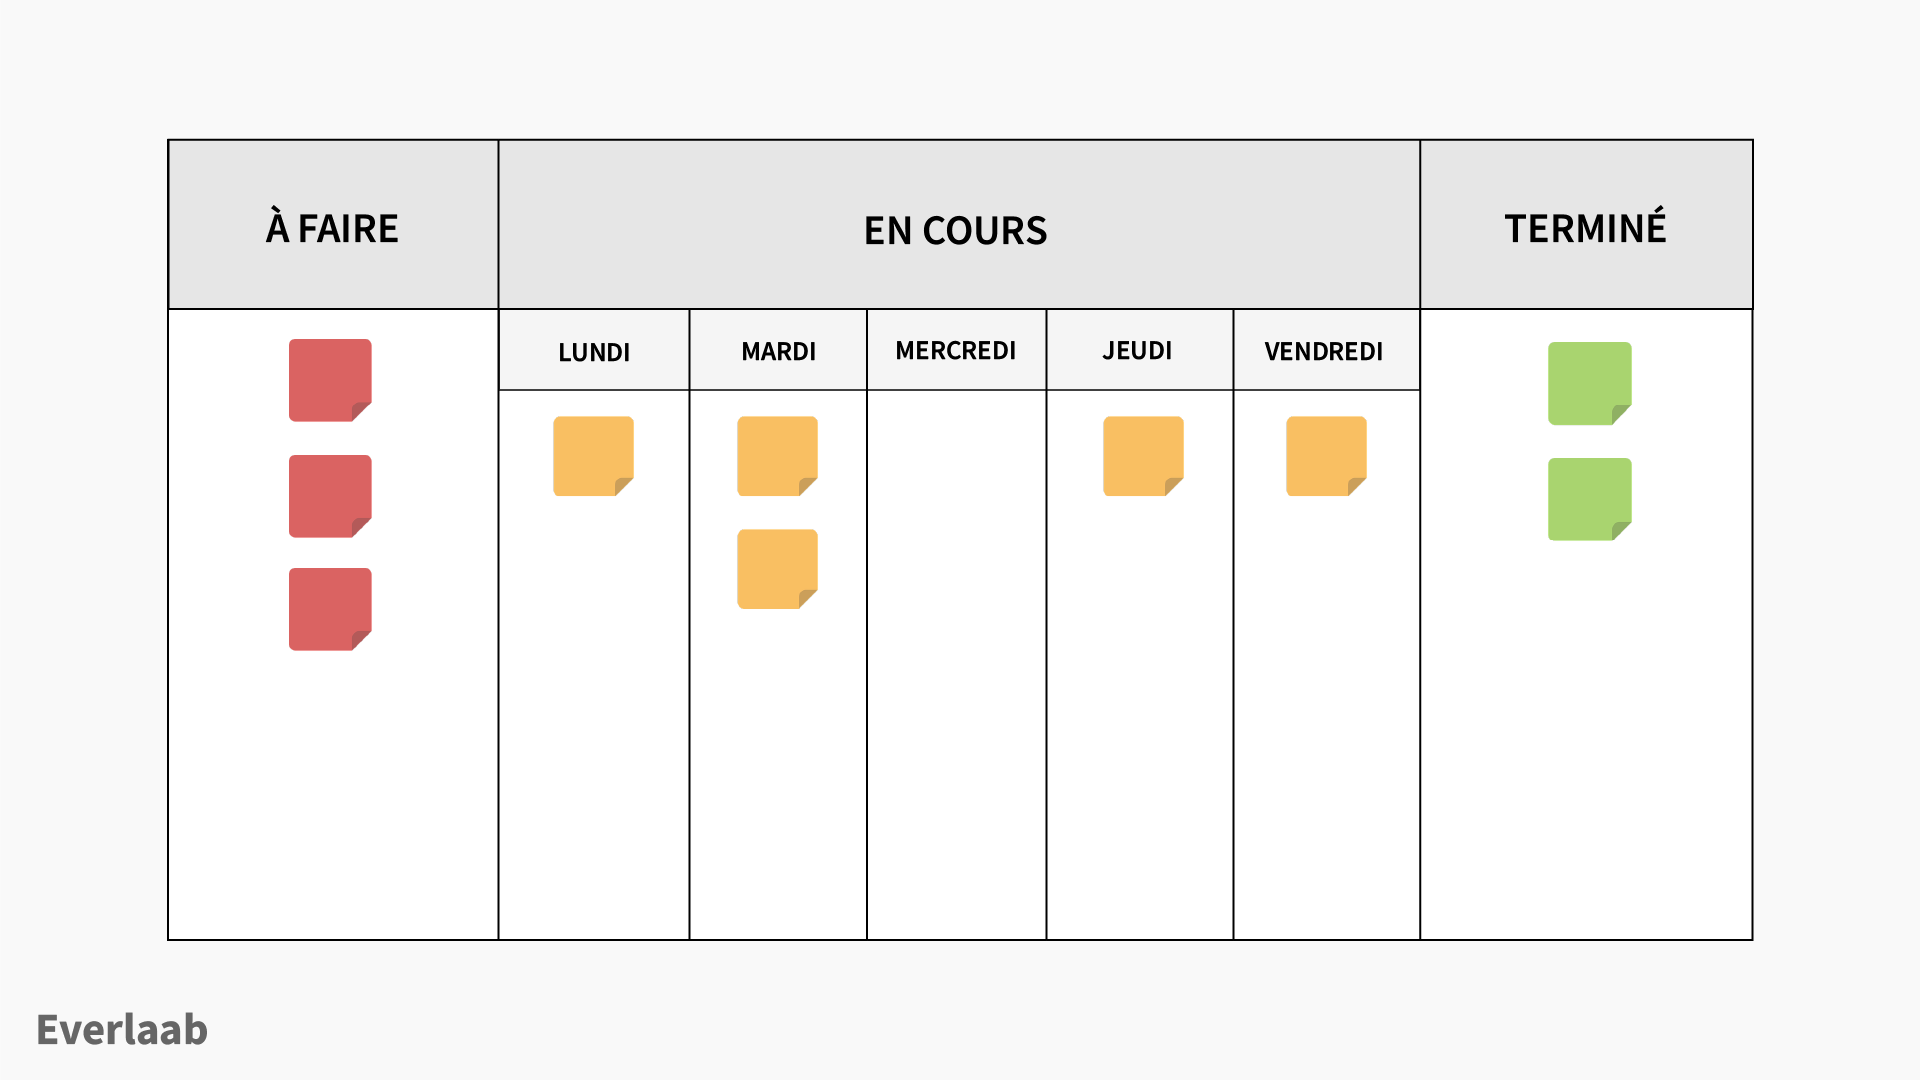 À FAIRE
EN COURS
TERMINÉ
LUNDI
MARDI
MERCREDI
JEUDI
VENDREDI
Everlaab